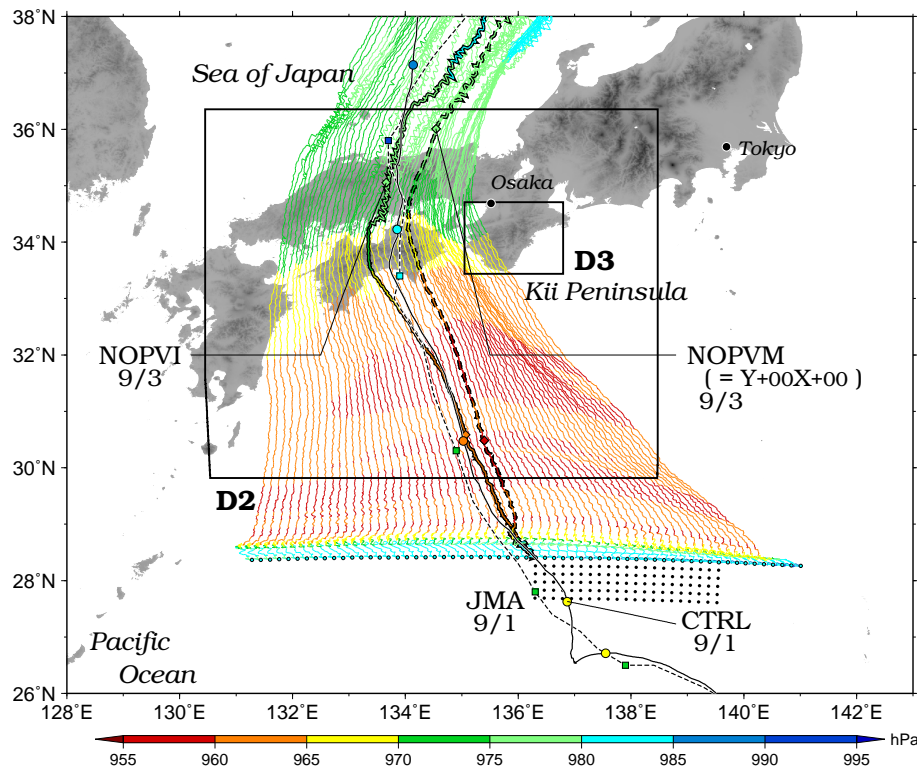 38˚N
36˚N
34˚N
32˚N
30˚N
28˚N
26˚N
Sea of Japan
Tokyo
Osaka
D3
Kii Peninsula
NOPVI
9/3
NOPVM
( = Y+00X+00 )
9/3
D2
JMA
9/1
CTRL
9/1
Pacific
Ocean
128˚E 130˚E 132˚E 134˚E 136˚E 138˚E 140˚E 142˚E
hPa
955 960 965 970 975 980 985 990 995